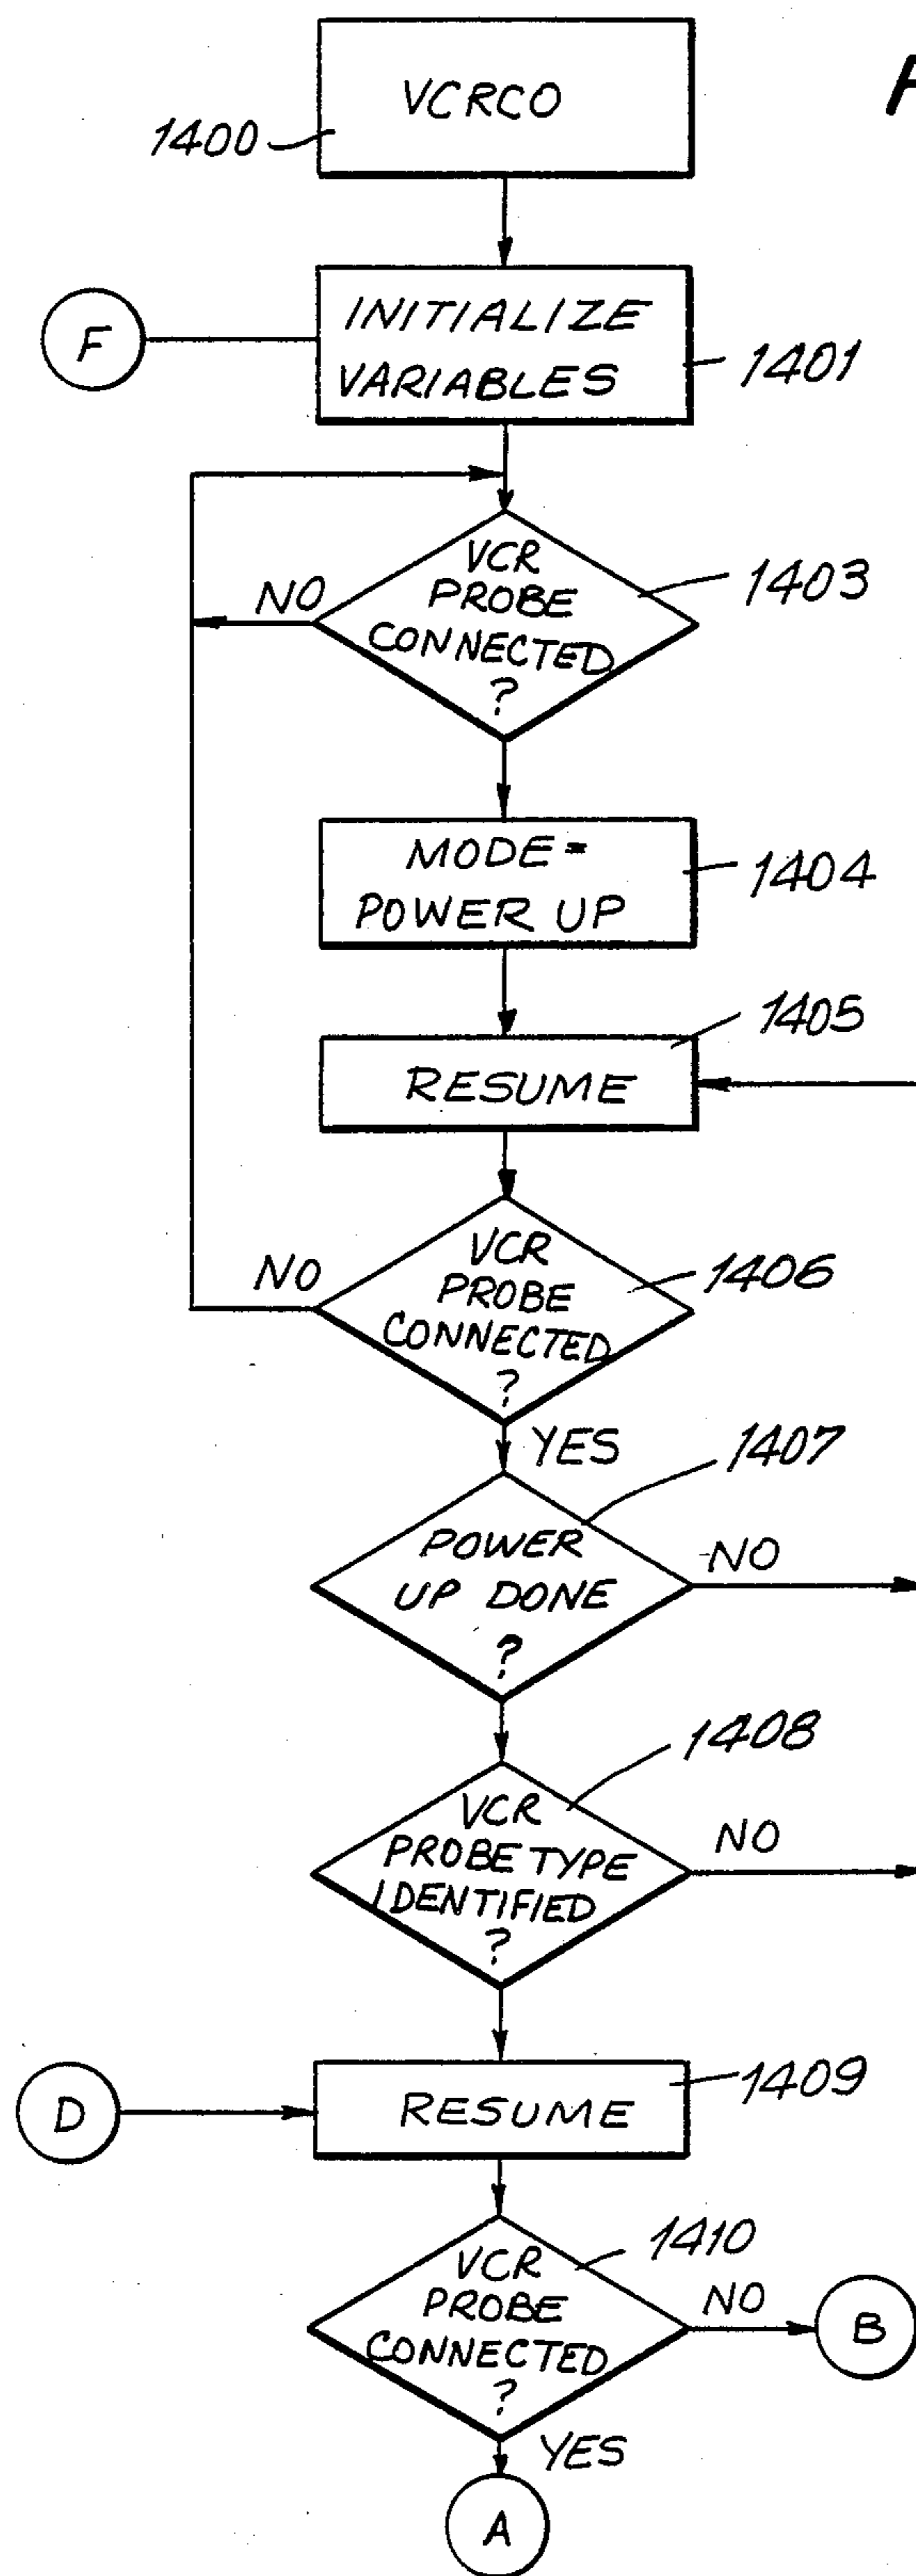 VCRCO
1400
F
INITIALIZE
VARIABLES
1401
VCR
PROBE
CONNECTED
?
NO
1403
MODE=
POWER UP
1404
1405
RESUME
VCR
PROBE
CONNECTED
?
NO
1406
YES
1407
POWER
UP DONE
?
NO
1408
VCR
PROBE TYPE
IDENTIFIED
?
NO
D
RESUME
1409
1410
VCR
PROBE
CONNECTED
?
NO
B
YES
A